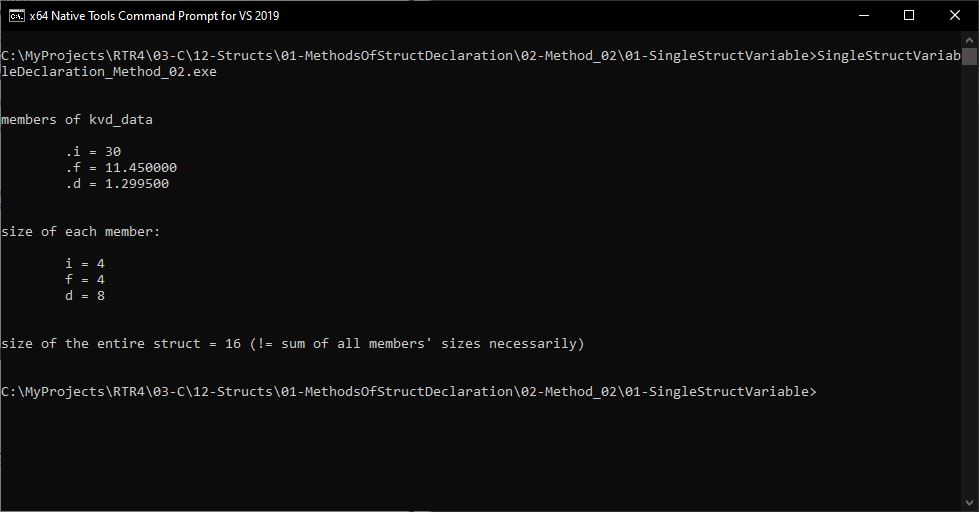 x64 Native Tools Command Prompt for VS 2019
C:\MyProjects\RTR4\03-C\12-Structs\01-MethodsOfStructDeclaration\02-Method_02\01-SingleStructVariable>SingleStructVariab
leDeclaration_Method_02.exe
members of kvd_data
.i = 30
.f = 11.450000
.d = 1.299500
size of each member:
i = 4
f = 4
d = 8
size of the entire struct = 16 (!= sum of all members' sizes necessarily)
C:\MyProjects\RTR4\03-C\12-Structs\01-MethodsOfStructDeclaration\02-Method_02\01-SingleStructVariable>